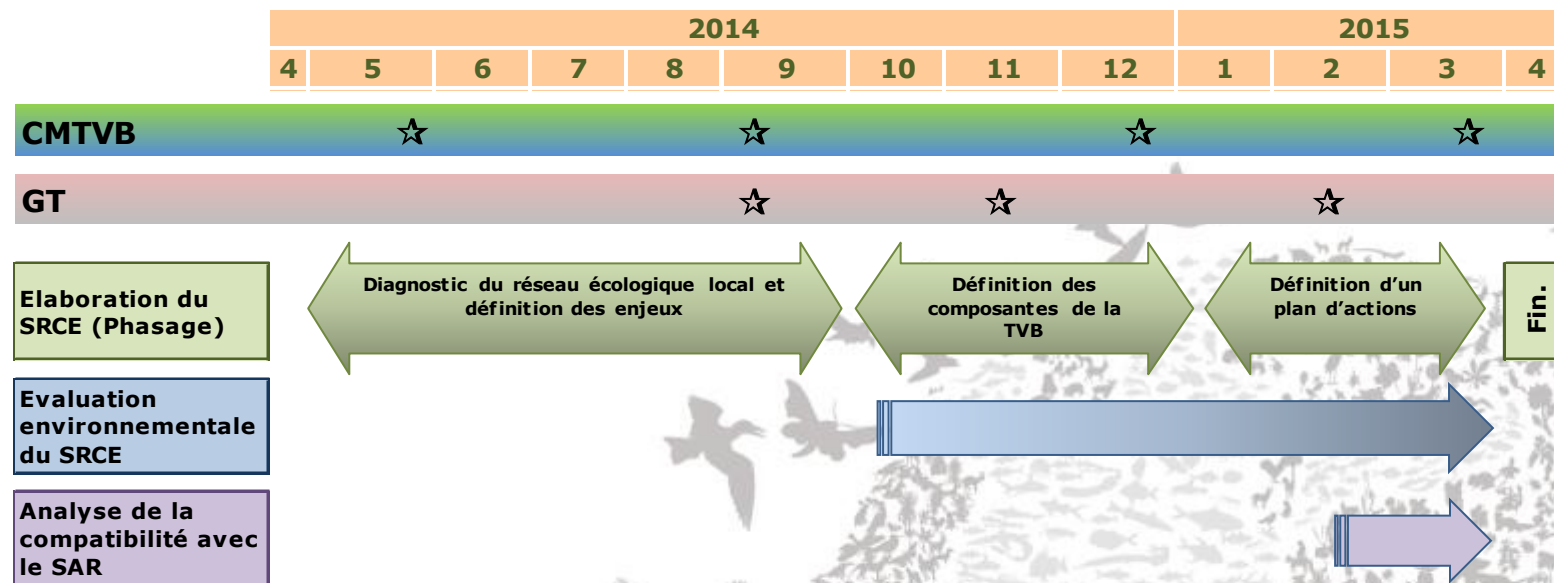 2014 2015
4 5 6 7 8 9 10 11 12 1 2 3 4
CMTVB
GT
Elaboration du
SRCE (Phasage)
Diagnostic du réseau écologique local et
définition des enjeux
Définition des
composantes de la
TVB
Définition d'un
plan d'actions
Fin.
Evaluation
environnementale
du SRCE
Analyse de la
compatibilité avec
le SAR